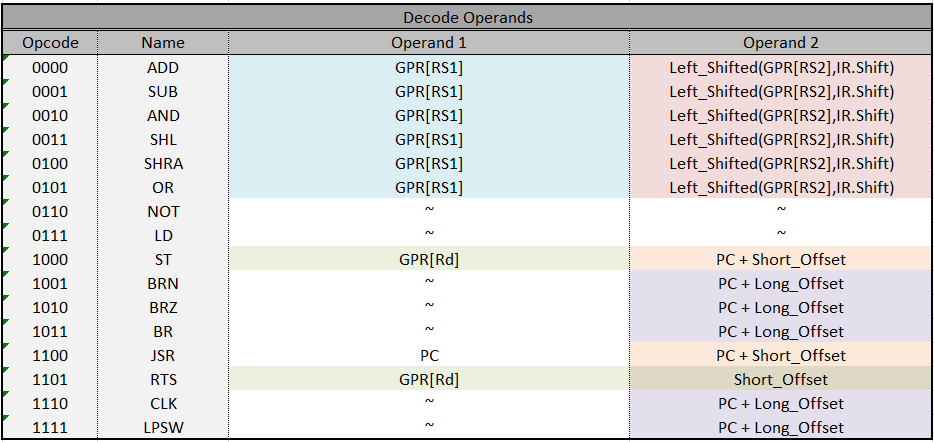 Decode Operands
Opcode Name Operand 1 Operand 2
0000 ADD GPR[RS1] Left_Shifted(GPR[RS2],IR.Shift)
0001 SUB GPR[RS1] Left_Shifted(GPR[RS2],IR.Shift)
0010 AND GPR[RS1] Left_Shifted(GPR[RS2],IR.Shift)
0011 SHL GPR[RS1] Left_Shifted(GPR[RS2],IR.Shift)
0100 SHRA GPR[RS1] Left_Shifted(GPR[RS2],IR.Shift)
0101 OR GPR[RS1] Left_Shifted(GPR[RS2],IR.Shift)
0110 NOT ~ ~
0111 LD ~ ~
1000 ST GPR[Rd] PC + Short_Offset
1001 BRN ~ PC + Long_Offset
1010 BRZ ~ PC + Long_Offset
1011 BR ~ PC + Long_Offset
1100 JSR PC PC + Short_Offset
1101 RTS GPR[Rd] Short_Offset
1110 CLK ~ PC + Long_Offset
1111 LPSW ~ PC + Long_Offset